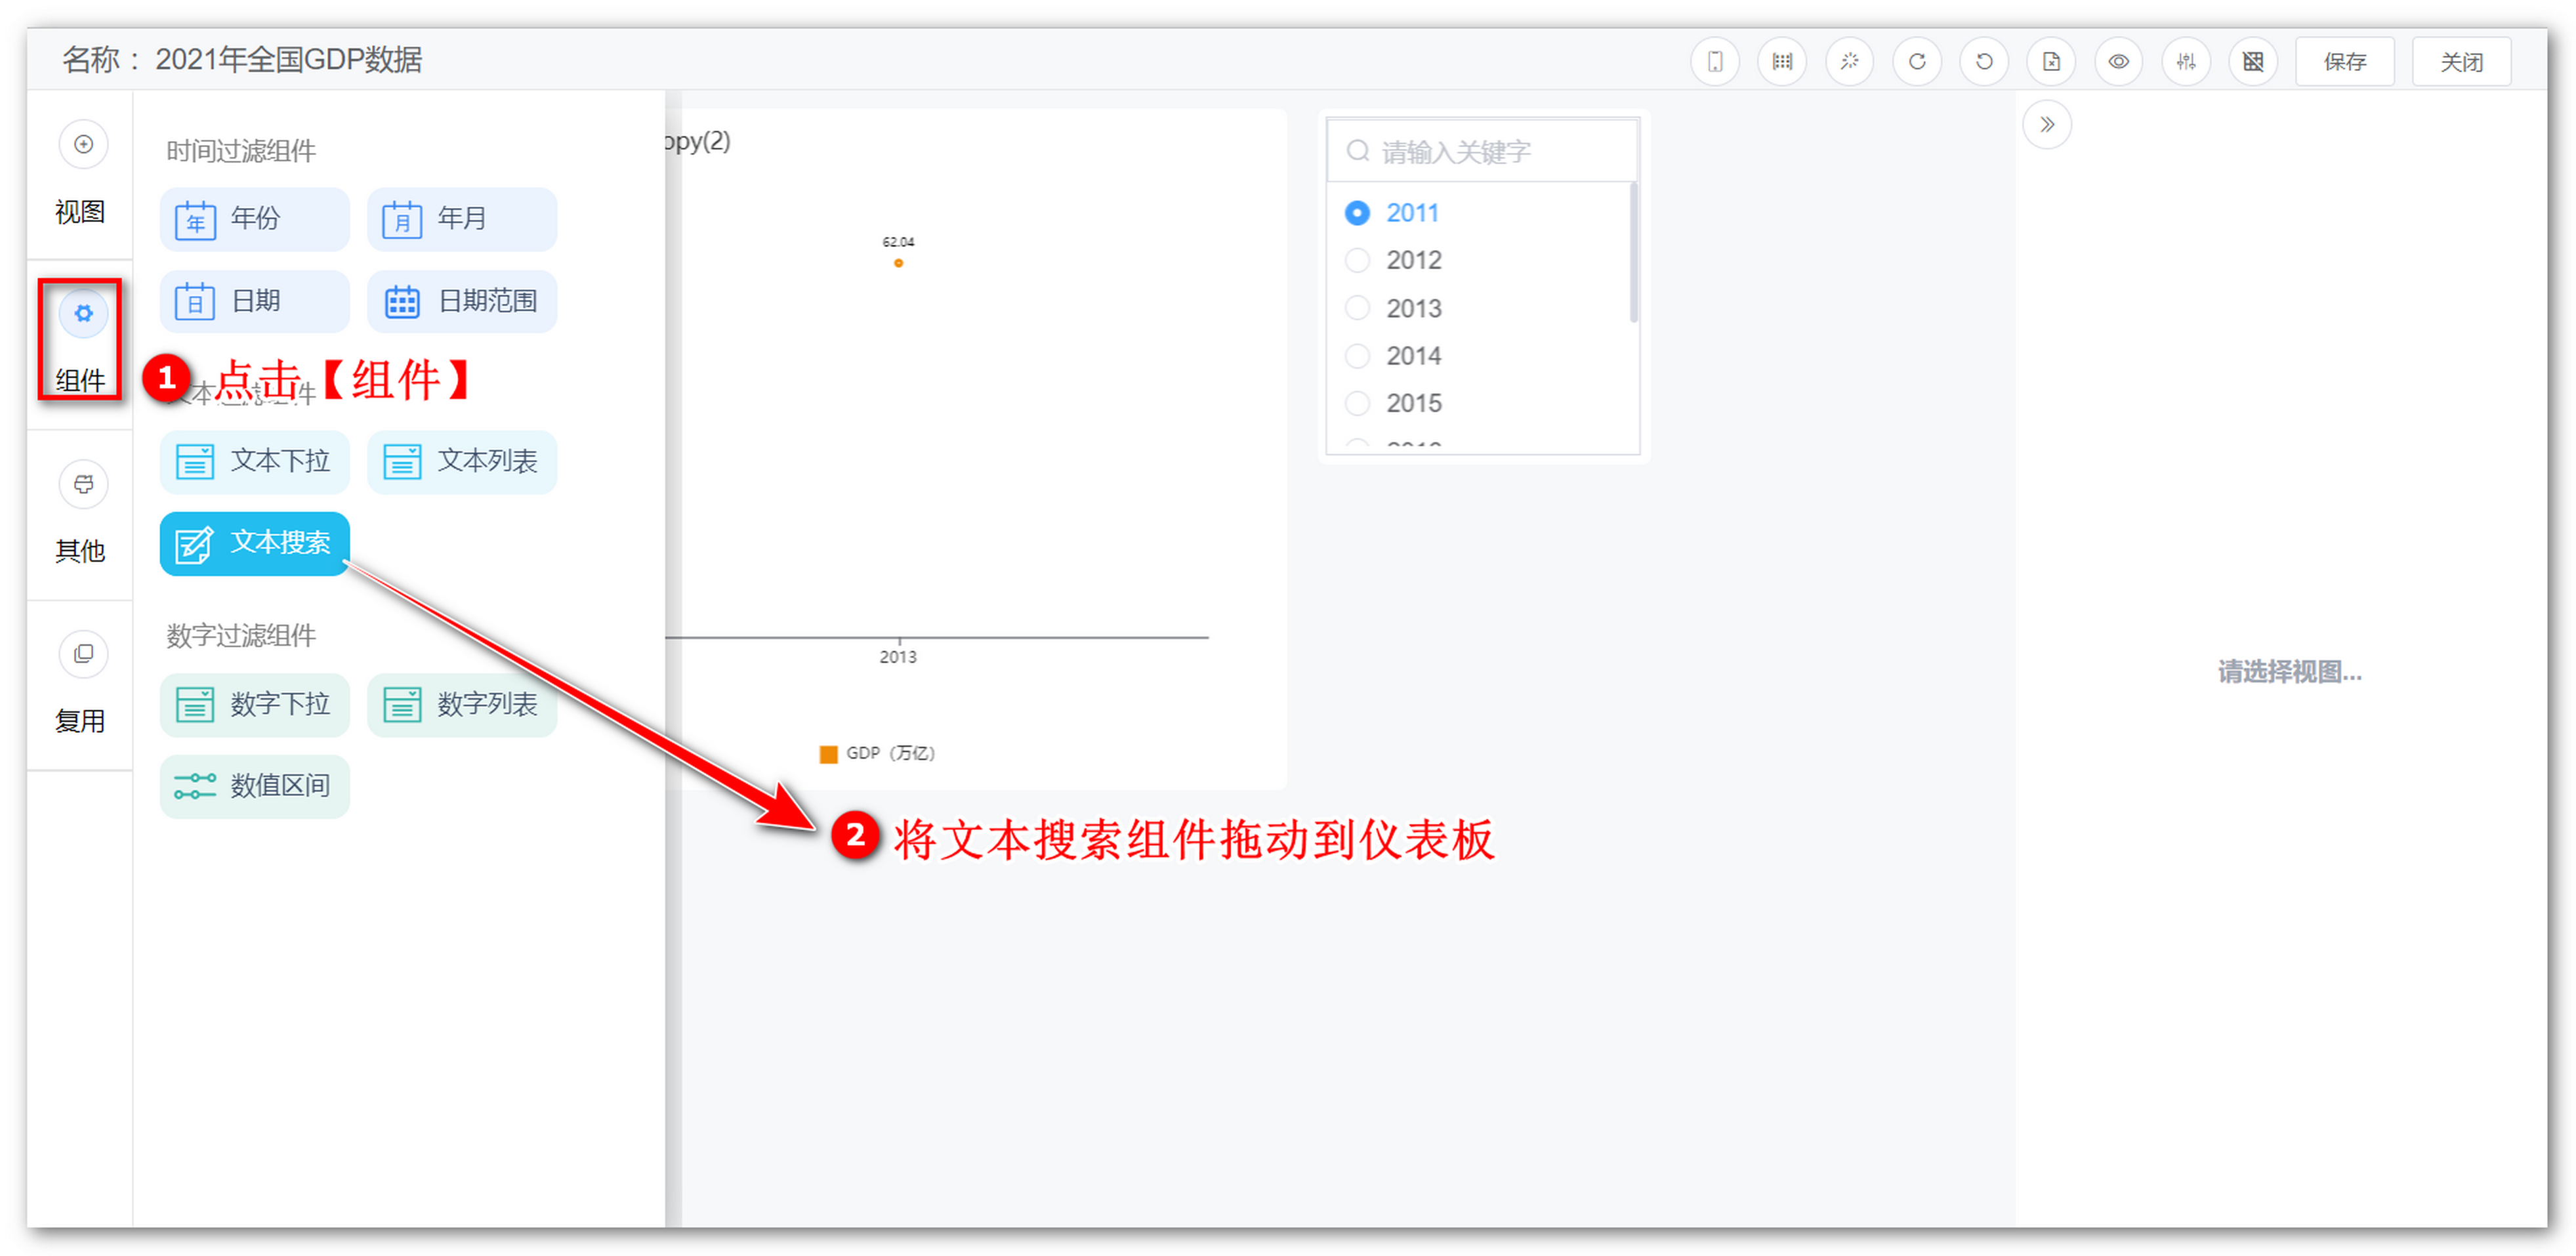 名称： 2021年全国GDP数据
保存
关闭
视图
组件
其他
复用
时间过滤组件
年 年份
月 年月
日 日期
日期范围
1 点击【组件】
文本下拉
文本列表
文本搜索
数字过滤组件
数字下拉
数字列表
数值区间
opy(2)
62.04
2013
GDP（万亿）
2 将文本搜索组件拖动到仪表板
请输入关键字
2011
2012
2013
2014
2015
请选择视图...